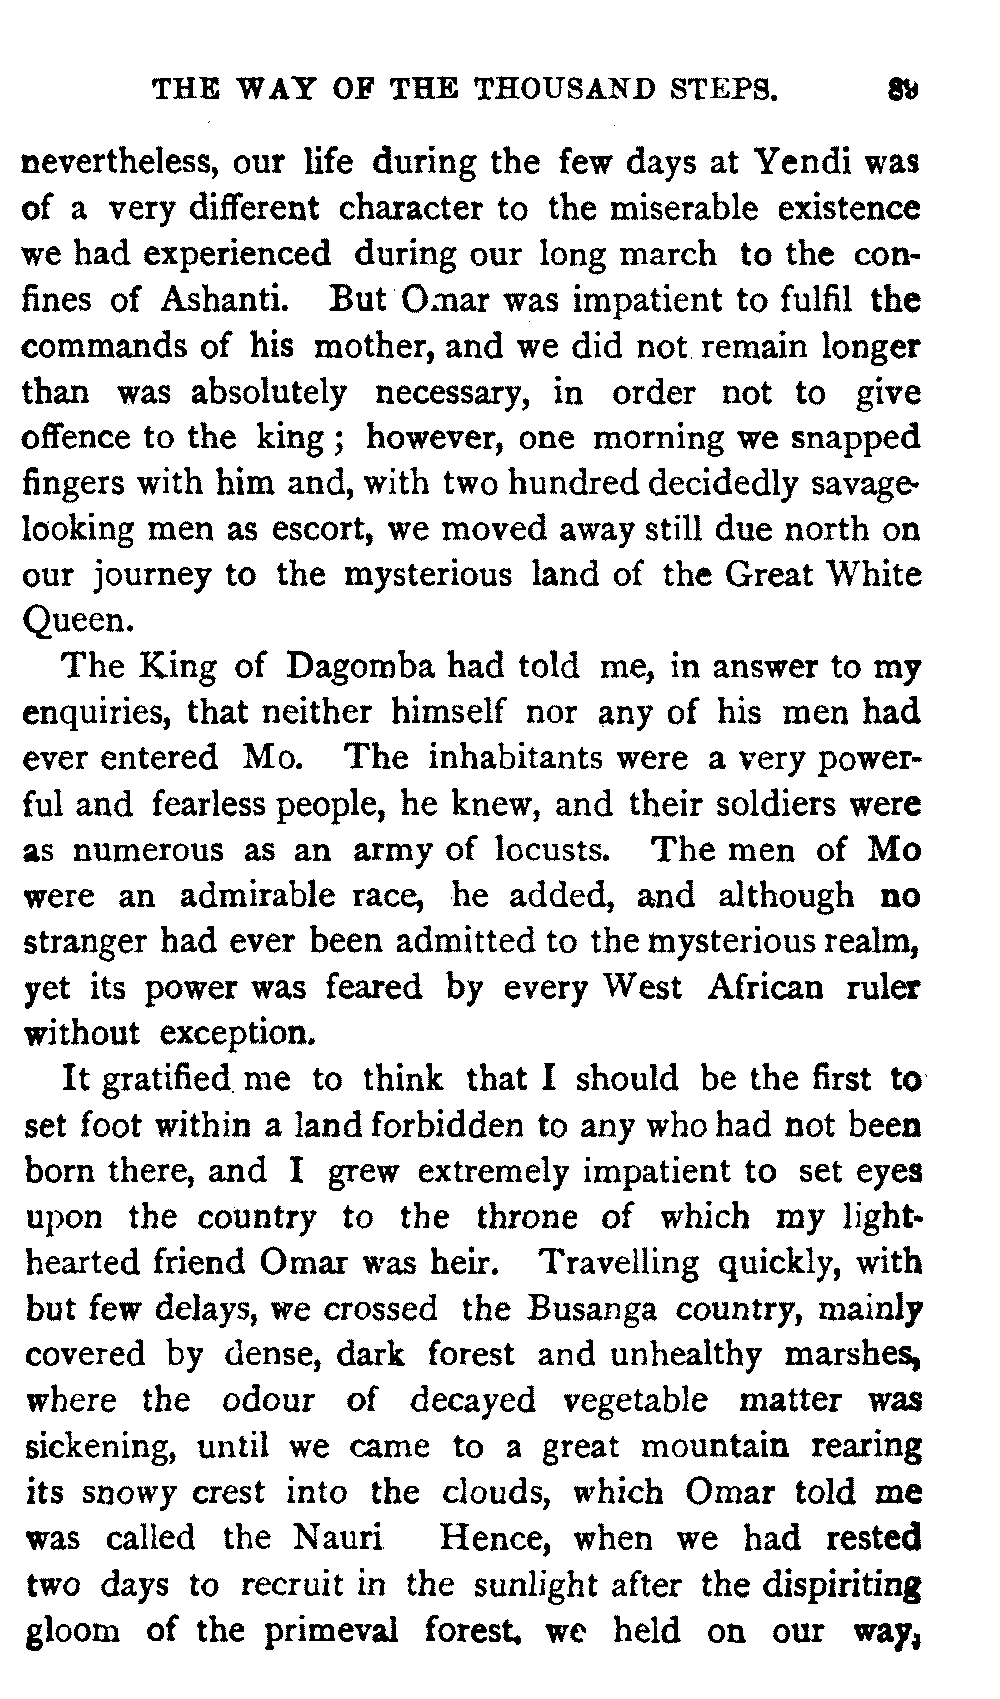 THE WAY OF THE THOUSAND STEPS. 89
nevertheless, our life during the few days at Yendi was
of a very different character to the miserable existence
we had experienced during our long march to the con-
fines of Ashanti. But Omar was impatient to fulfil the
commands of his mother, and we did not remain longer
than was absolutely necessary, in order not to give
offence to the king; however, one morning we snapped
fingers with him and, with two hundred decidedly savage-
looking men as escort, we moved away still due north on
our journey to the mysterious land of the Great White
Queen.
The King of Dagomba had told me, in answer to my
enquiries, that neither himself nor any of his men had
ever entered Mo. The inhabitants were a very power-
ful and fearless people, he knew, and their soldiers were
as numerous as an army of locusts. The men of Mo
were an admirable race, he added, and although no
stranger had ever been admitted to the mysterious realm,
yet its power was feared by every West African ruler
without exception.
It gratified me to think that I should be the first to
set foot within a land forbidden to any who had not been
born there, and I grew extremely impatient to set eyes
upon the country to the throne of which my light-
hearted friend Omar was heir. Travelling quickly, with
but few delays, we crossed the Busanga country, mainly
covered by dense, dark forest and unhealthy marshes,
where the odour of decayed vegetable matter was
sickening, until we came to a great mountain rearing
its snowy crest into the clouds, which Omar told me
was called the Nauri Hence, when we had rested
two days to recruit in the sunlight after the dispiriting
gloom of the primeval forest, we held on our way,